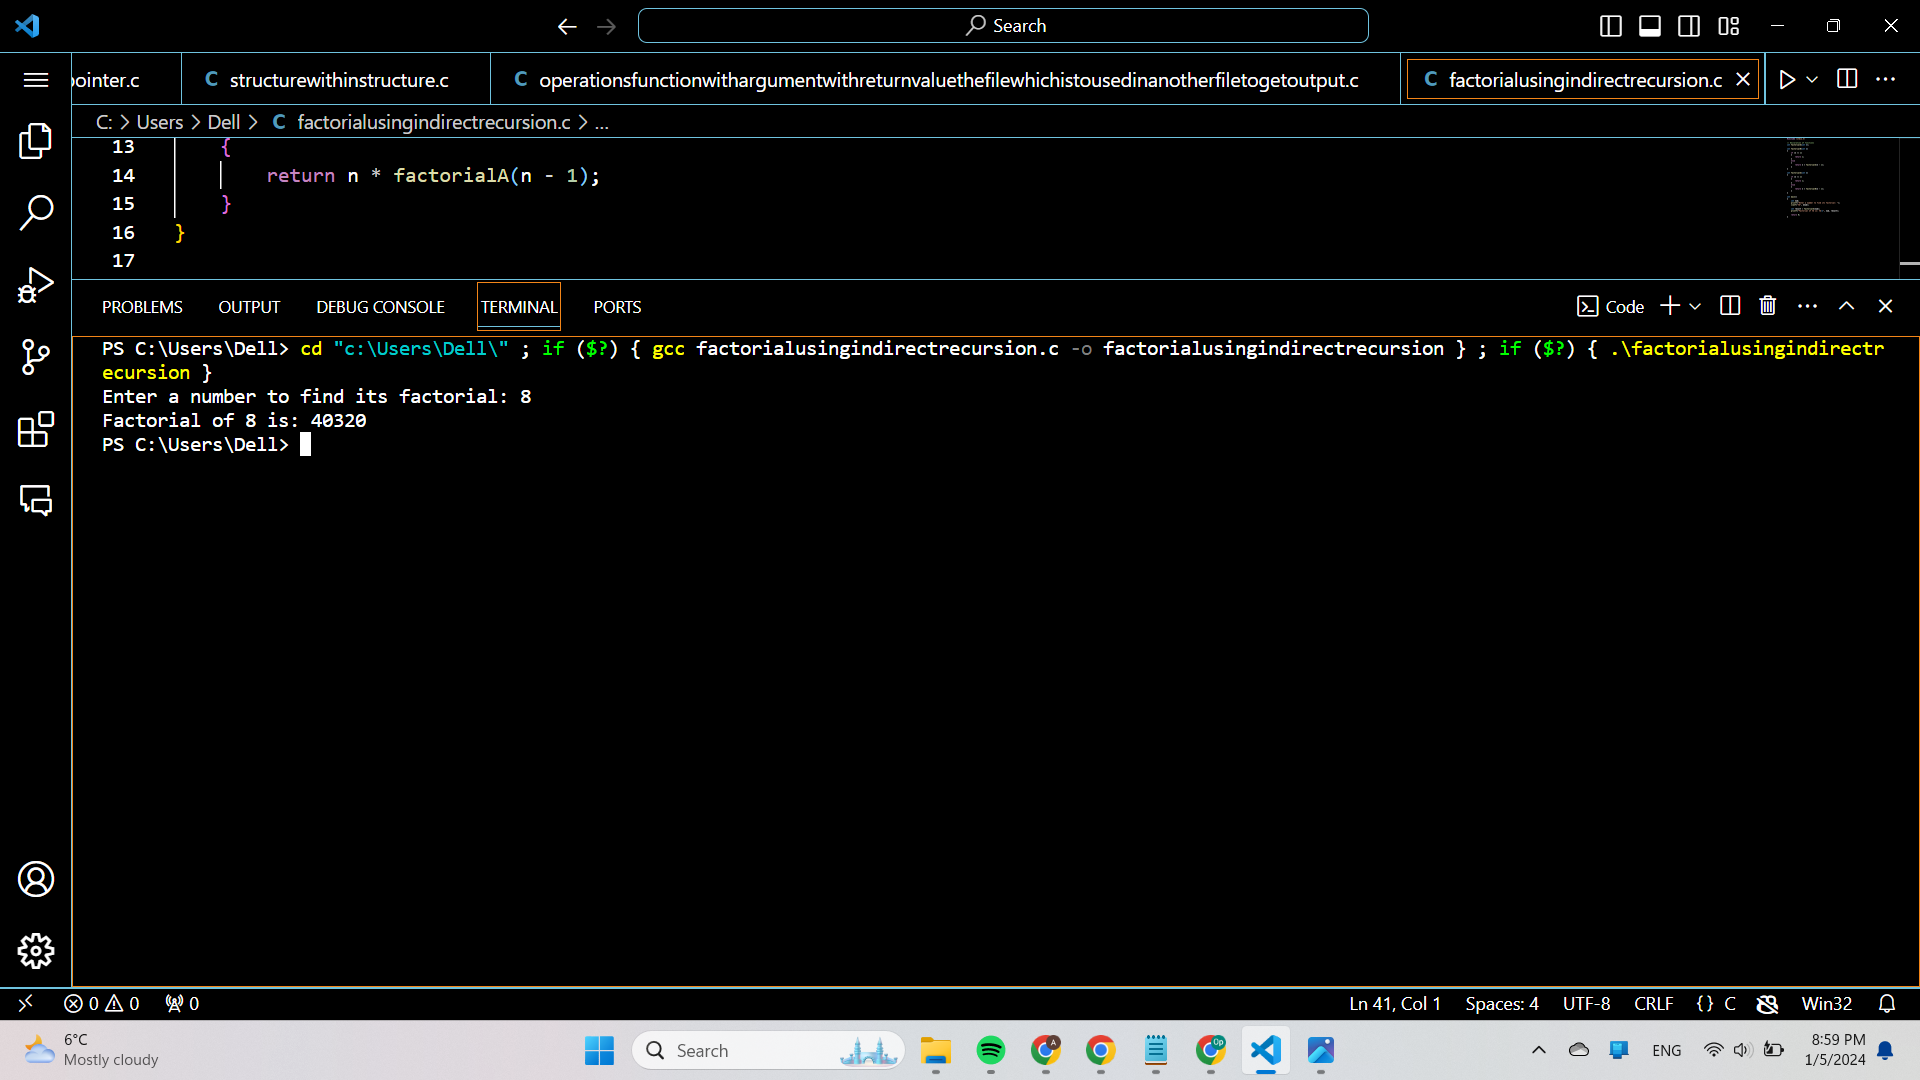 Search
pointer.c
C structurewithinstructure.c
C operationsfunctionwithargumentwithreturnvaluethefilewhichistousedinanotherfiletogetoutput.c
C factorialusingindirectrecursion.c
C: > Users > Dell > C factorialusingindirectrecursion.c > ...
13 {
14 return n * factorialA(n - 1);
15 }
16 }
17
PROBLEMS OUTPUT DEBUG CONSOLE TERMINAL PORTS
Code
PS C:\Users\Dell> cd "c:\Users\Dell\" ; if ($?) { gcc factorialusingindirectrecursion.c -o factorialusingindirectrecursion } ; if ($?) { .\factorialusingindirectr
ecursion }
Enter a number to find its factorial: 8
Factorial of 8 is: 40320
PS C:\Users\Dell>
0 0 0
Ln 41, Col 1 Spaces: 4 UTF-8 CRLF {} C Win32
6°C
Mostly cloudy
Search
A
Op
ENG
8:59 PM
1/5/2024